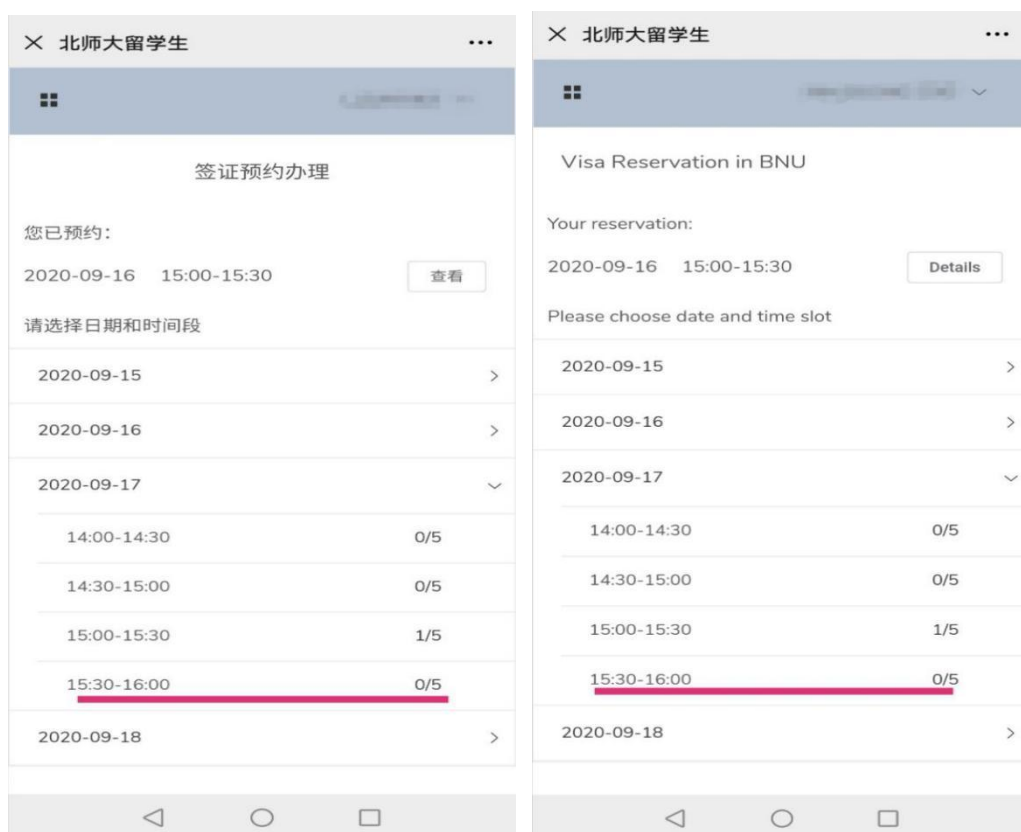 × 北师大留学生 ...
签证预约办理
您已预约：
2020-09-16 15:00-15:30 查看
请选择日期和时间段
2020-09-15 >
2020-09-16 >
2020-09-17
14:00-14:30 0/5
14:30-15:00 0/5
15:00-15:30 1/5
15:30-16:00 0/5
2020-09-18 >
× 北师大留学生 ...
Visa Reservation in BNU
Your reservation:
2020-09-16 15:00-15:30 Details
Please choose date and time slot
2020-09-15 >
2020-09-16 >
2020-09-17
14:00-14:30 0/5
14:30-15:00 0/5
15:00-15:30 1/5
15:30-16:00 0/5
2020-09-18 >